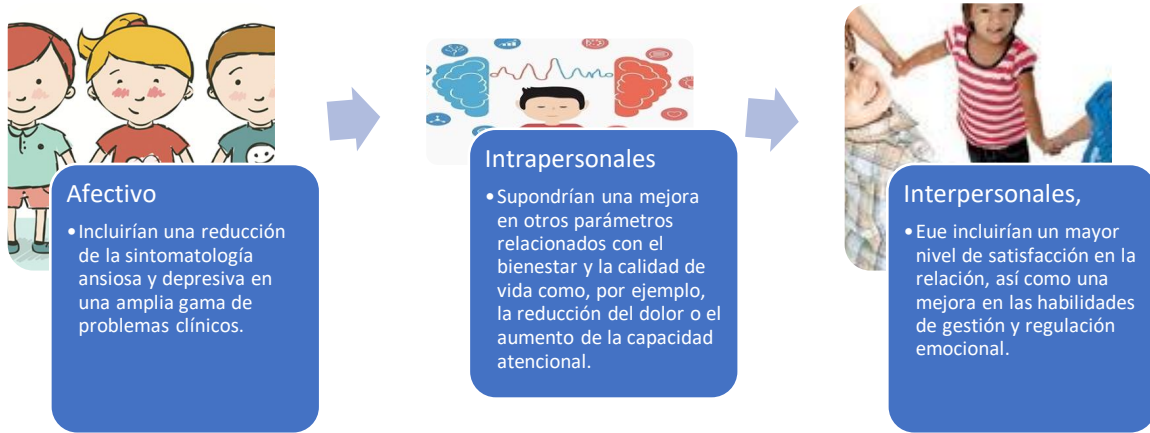 Afectivo
•Incluirían una reducción
de la sintomatología
ansiosa y depresiva en
una amplia gama de
problemas clínicos.
Intrapersonales
•Supondrían una mejora
en otros parámetros
relacionados con el
bienestar y la calidad de
vida como, por ejemplo,
la reducción del dolor o el
aumento de la capacidad
atencional.
Interpersonales,
•Eue incluirían un mayor
nivel de satisfacción en la
relación, así como una
mejora en las habilidades
de gestión y regulación
emocional.